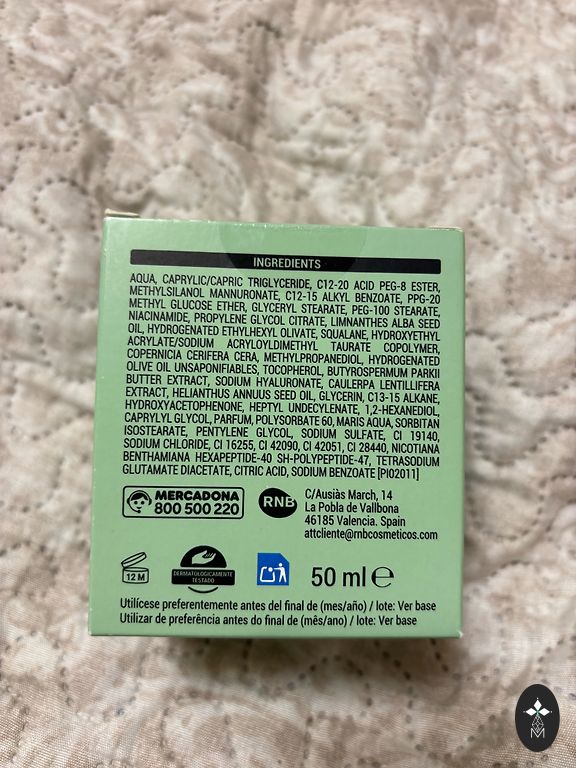 INGREDIENTS
AQUA, CAPRYLIC/CAPRIC TRIGLYCERIDE, C12-20 ACID PEG-8 ESTER,
METHYLSILANOL MANNURONATE, C12-15 ALKYL BENZOATE, PPG-20
METHYL GLUCOSE ETHER, GLYCERYL STEARATE, PEG-100 STEARATE,
NIACINAMIDE, PROPYLENE GLYCOL CITRATE, LIMNANTHES ALBA SEED
OIL, HYDROGENATED ETHYLHEXYL OLIVATE, SQUALANE, HYDROXYETHYL
ACRYLATE/SODIUM ACRYLOYLDIMETHYL TAURATE COPOLYMER,
COPERNICIA CERIFERA CERA, METHYLPROPANEDIOL, HYDROGENATED
OLIVE OIL UNSAPONIFIABLES, TOCOPHEROL, BUTYROSPERMUM PARKII
BUTTER EXTRACT, SODIUM HYALURONATE, CAULERPA LENTILLIFERA
EXTRACT, HELIANTHUS ANNUUS SEED OIL, GLYCERIN, C13-15 ALKANE,
HYDROXYACETOPHENONE, HEPTYL UNDECYLENATE, 1,2-HEXANEDIOL,
CAPRYLYL GLYCOL, PARFUM, POLYSORBATE 60, MARIS AQUA, SORBITAN
ISOSTEARATE, PENTYLENE GLYCOL, SODIUM SULFATE, CI 19140,
SODIUM CHLORIDE, CI 16255, CI 42090, CI 42051, CI 28440, NICOTIANA
BENTHAMIANA HEXAPEPTIDE-40 SH-POLYPEPTIDE-47, TETRASODIUM
GLUTAMATE DIACETATE, CITRIC ACID, SODIUM BENZOATE [PI02011]
MERCADONA
800 500 220
RNB
C/Ausiàs March, 14
La Pobla de Vallbona
46185 Valencia. Spain
attcliente@rnbcosmeticos.com
12 M
DERMATOLÓGICAMENTE
TESTADO
50 ml e
Utilícese preferentemente antes del final de (mes/año) / lote: Ver base
Utilizar de preferência antes do final de (mês/ano) / lote: Ver base
M